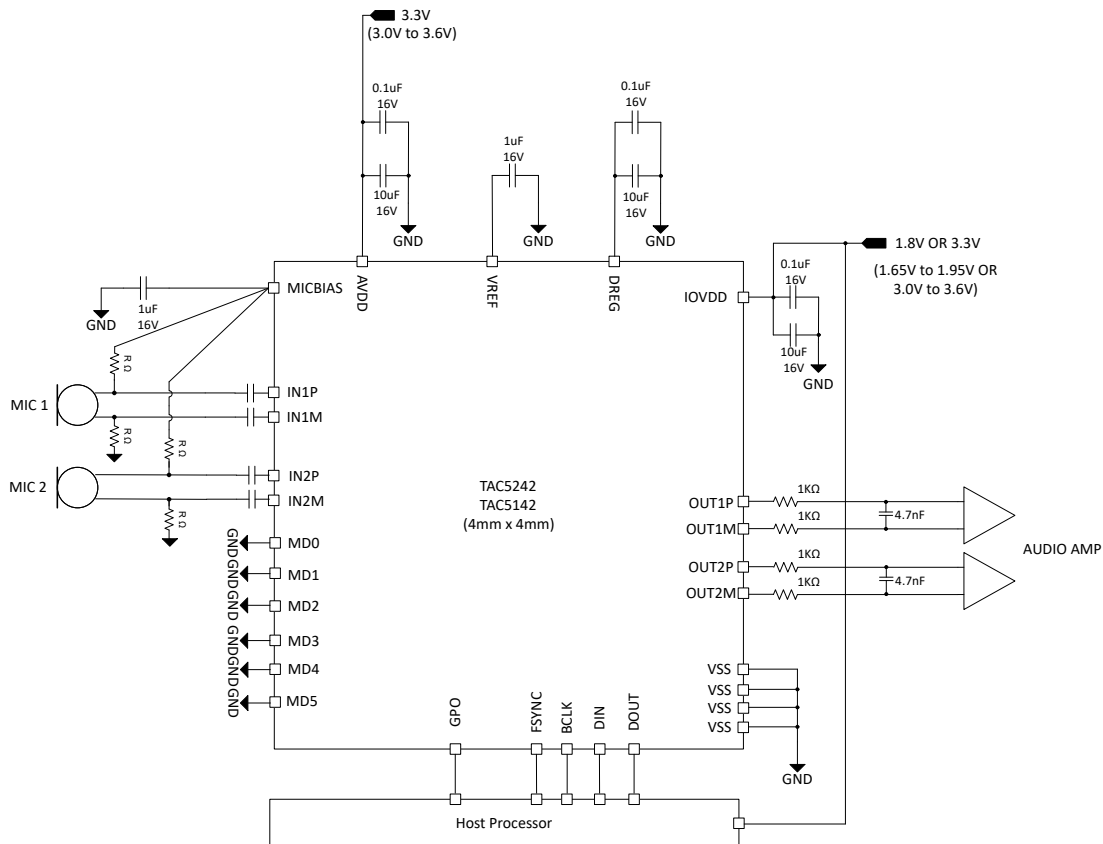 3.3V
(3.0V to 3.6V)
0.1uF
16V
10uF
16V
GND
1uF
16V
GND
0.1uF
16V
10uF
16V
GND
1.8V OR 3.3V
(1.65V to 1.95V OR
3.0V to 3.6V)
0.1uF
16V
10uF
16V
GND
AVDD
VREF
DREG
IOVDD
MICBIAS
1uF
16V
GND
R Ω
R Ω
MIC 1
IN1P
IN1M
R Ω
R Ω
MIC 2
IN2P
IN2M
TAC5242
TAC5142
(4mm x 4mm)
GND
MD0
GND
MD1
GND
MD2
GND
MD3
GND
MD4
GND
MD5
OUT1P
1KΩ
OUT1M
1KΩ
4.7nF
OUT2P
1KΩ
OUT2M
1KΩ
4.7nF
AUDIO AMP
VSS
VSS
VSS
VSS
GND
GPO
FSYNC
BCLK
DIN
DOUT
Host Processor